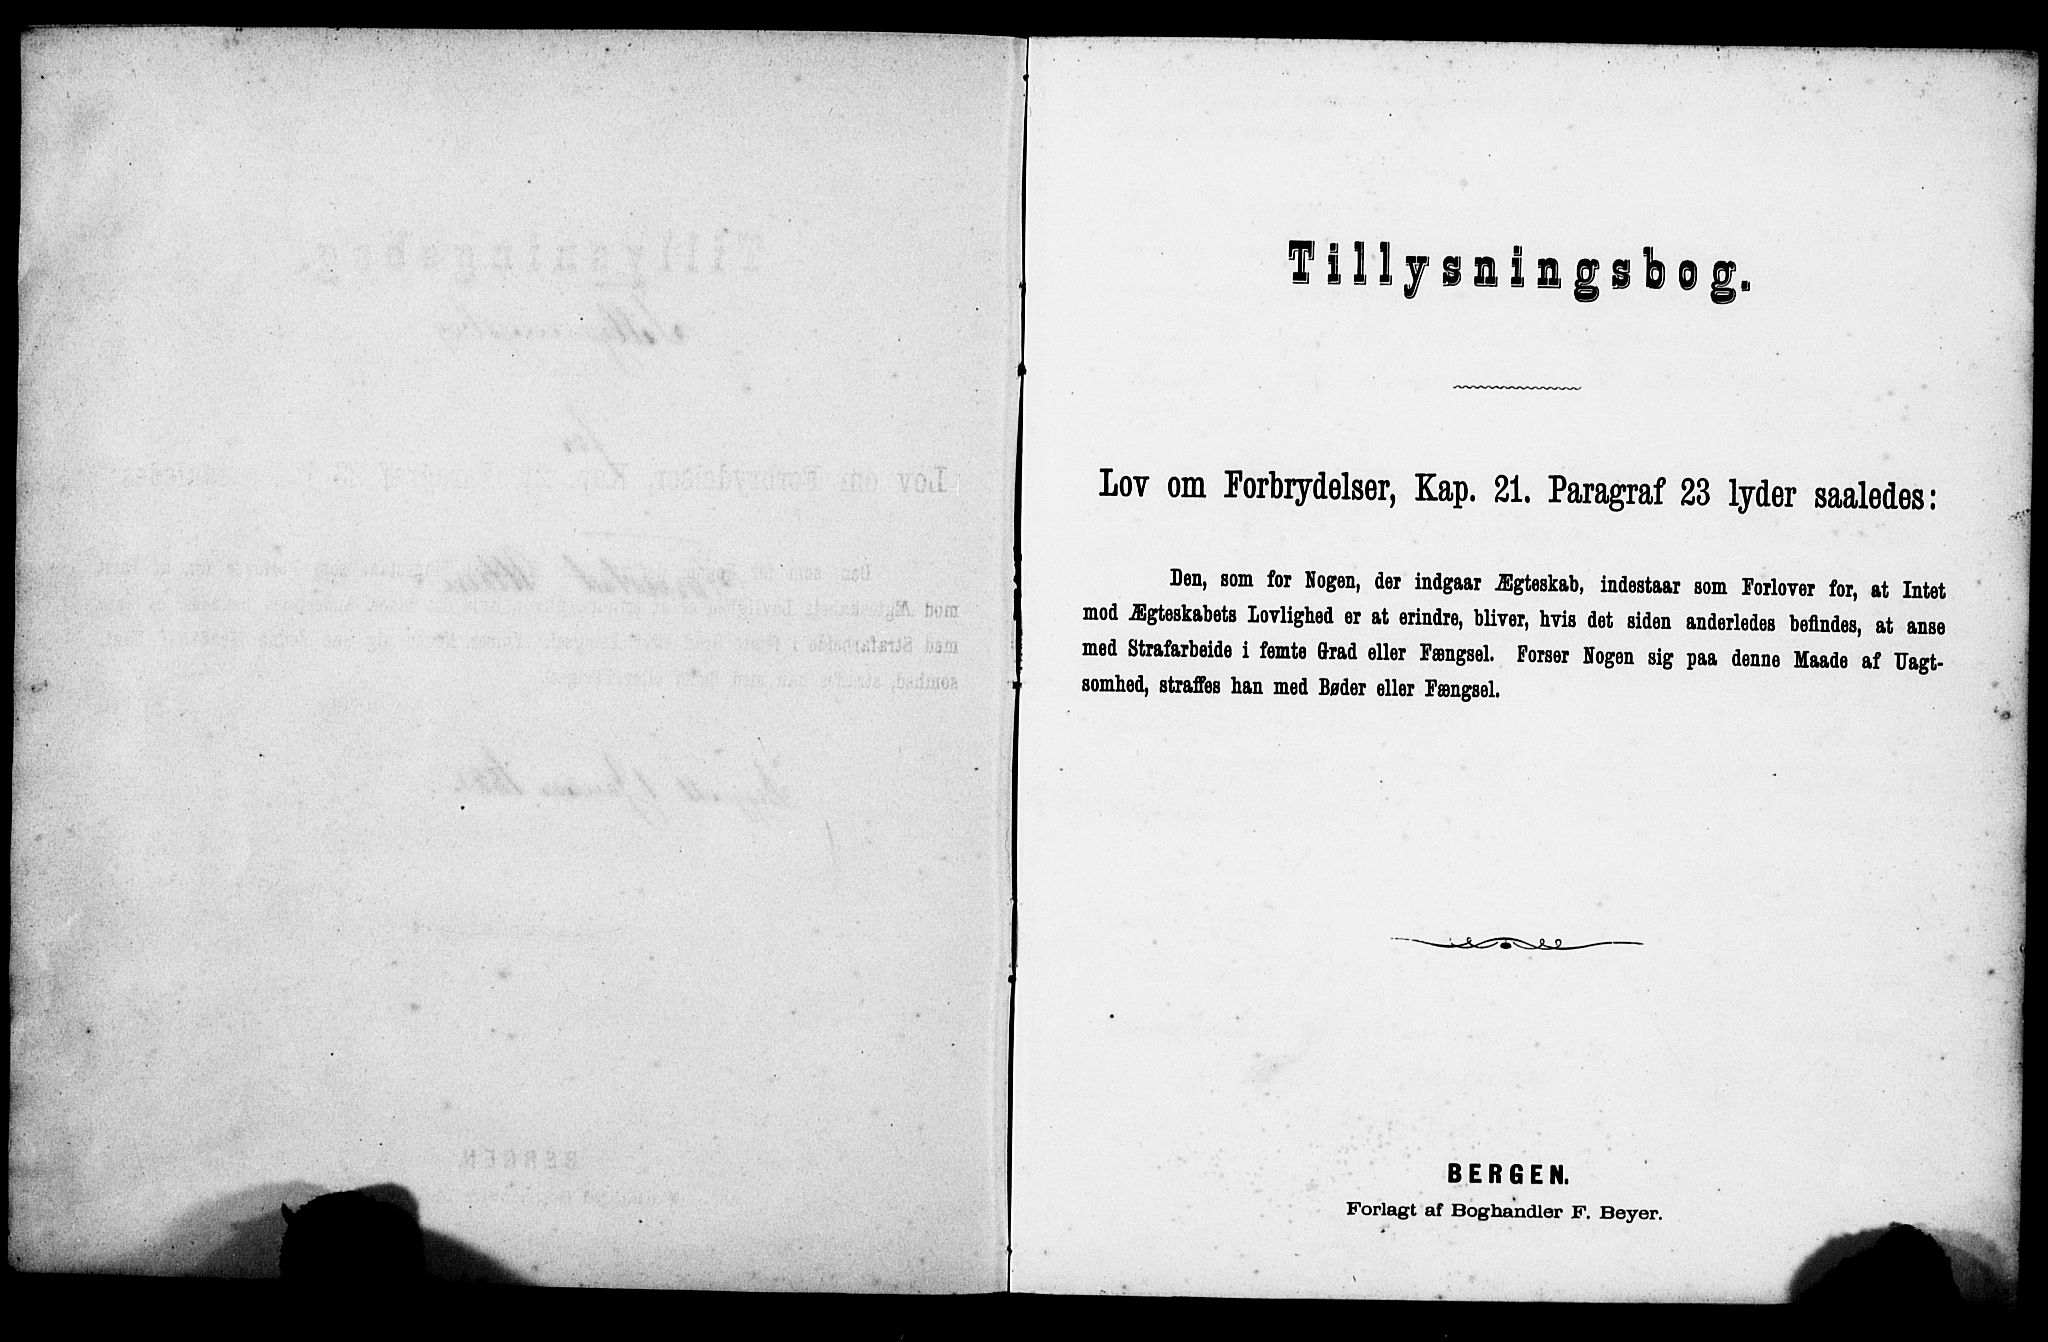 Tillysningsbog.
Lov om Forbrydelser, Kap. 21. Paragraf 23 lyder saaledes:
Den, som for Nogen, der indgaar Ægteskab, indestaar som Forlover for, at Intet
mod Ægteskabets Lovlighed er at erindre, bliver, hvis det siden anderledes befindes, at anse
med Strafarbeide i femte Grad eller Fængsel. Forser Nogen sig paa denne Maade af Uagt-
somhed, straffes han med Bøder eller Fængsel.
BERGEN.
Forlagt af Boghandler F. Beyer.